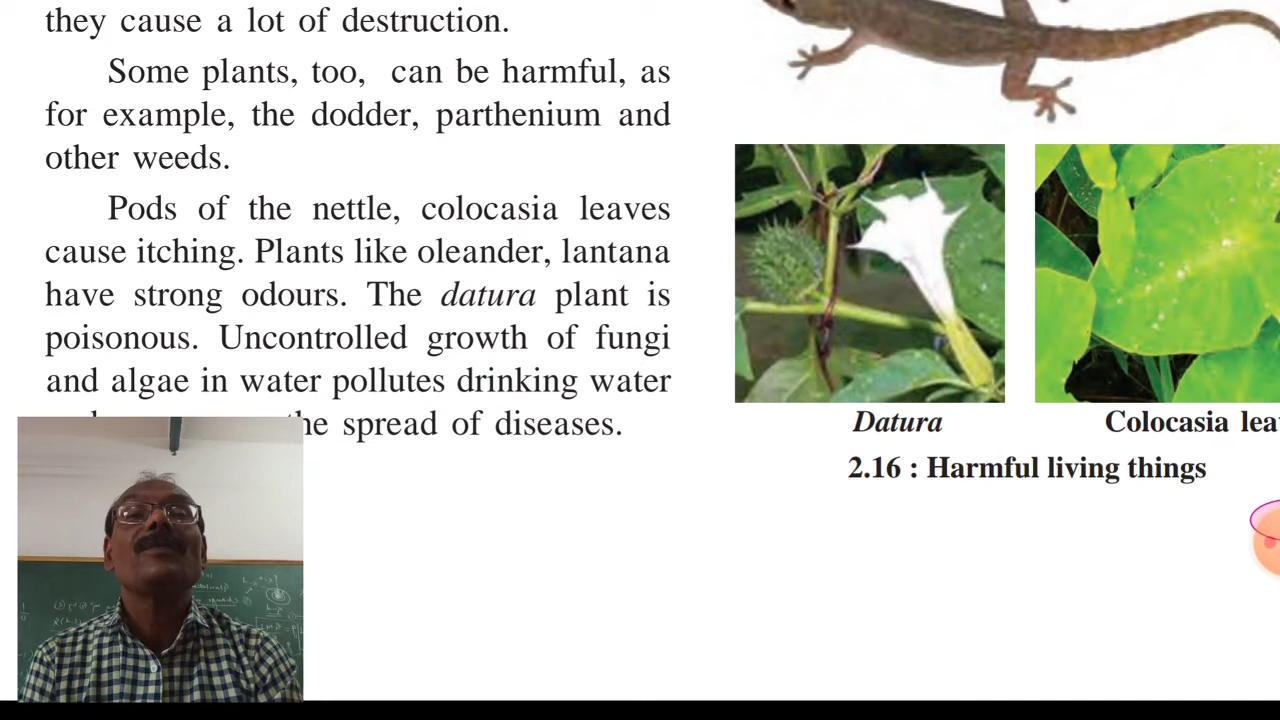 they cause a lot of destruction.
Some plants, too, can be harmful, as
for example, the dodder, parthenium and
other weeds.
Pods of the nettle, colocasia leaves
cause itching. Plants like oleander, lantana
have strong odours. The datura plant is
poisonous. Uncontrolled growth of fungi
and algae in water pollutes drinking water
the spread of diseases.
Datura
Colocasia lea
2.16 : Harmful living things